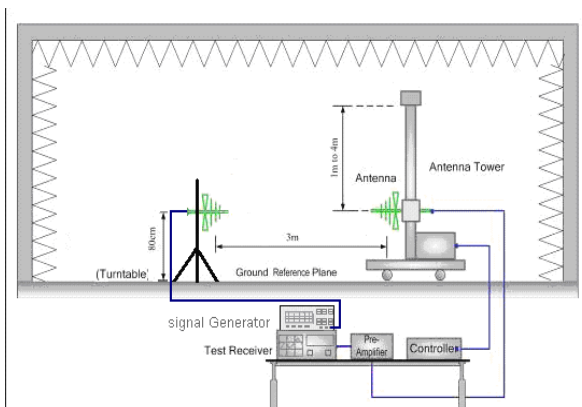 1m to 4m
Antenna
Antenna Tower
3m
80cm
(Turntable)
Ground Reference Plane
signal Generator
Test Receiver
Pre-
Amplifier
Controller